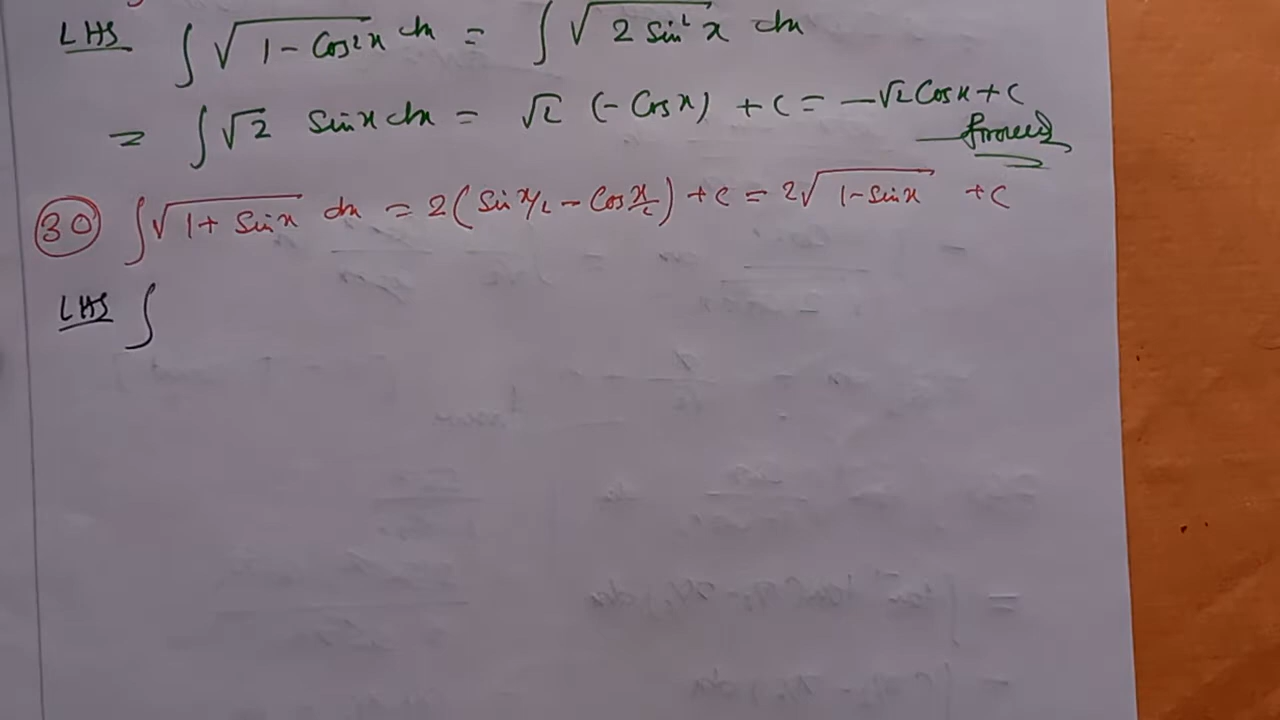 LHS ∫ √(1 - Cos2x) dx = ∫ √(2 sin²x) dx
= ∫ √2 Sinx dx = √2 (- Cosx) + C = -√2 Cosx + C
Proved
(30) ∫ √(1 + Sinx) dx = 2 (Sin x/2 - Cos x/2) + C = 2√(1 - Sinx) + C
LHS ∫